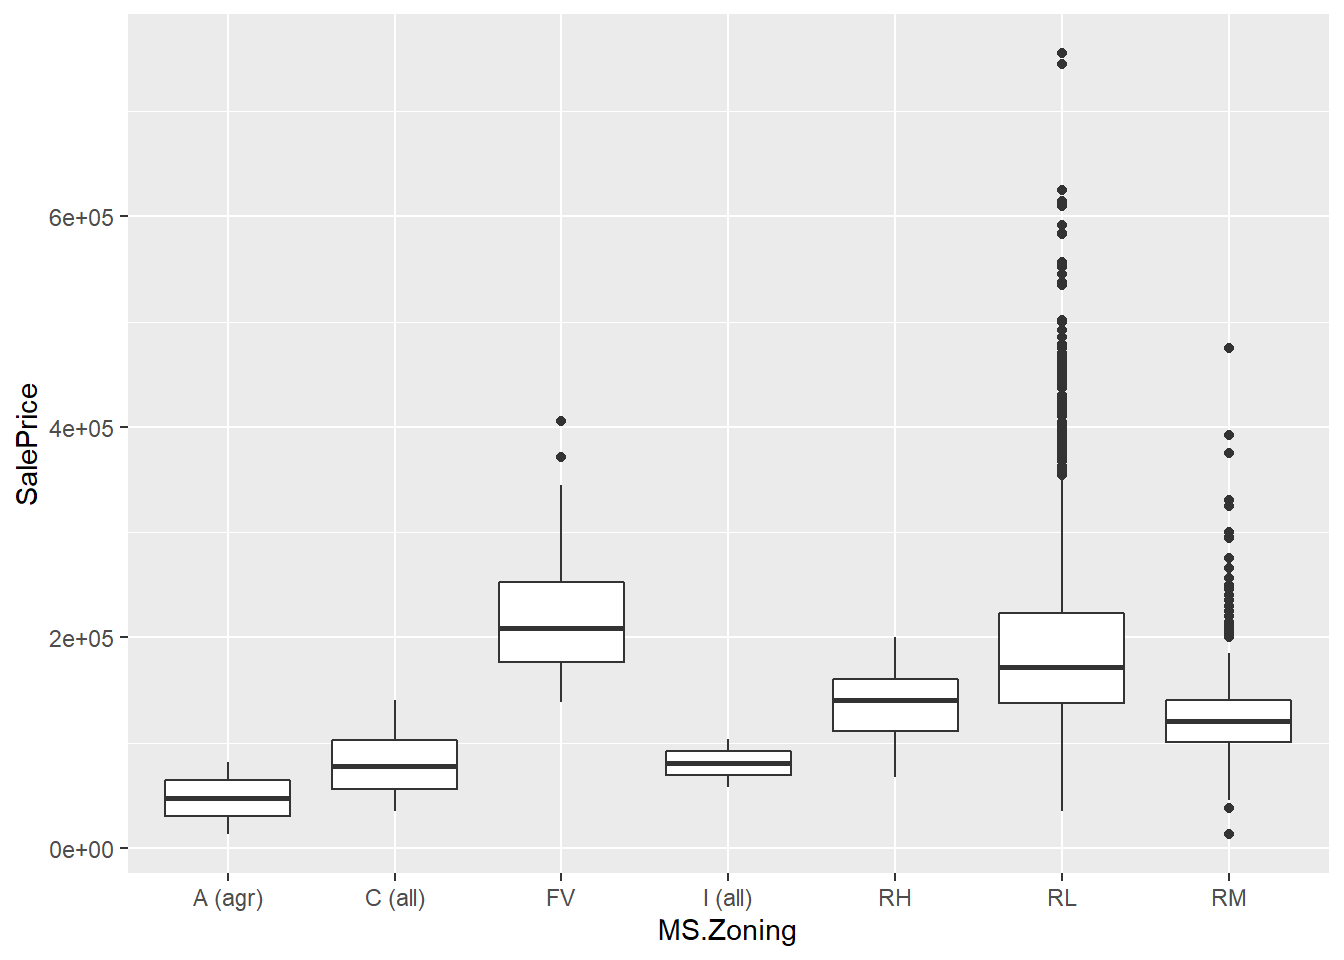 SalePrice
6e+05
4e+05
2e+05
0e+00
A (agr) C (all) FV I (all) RH RL RM
MS.Zoning